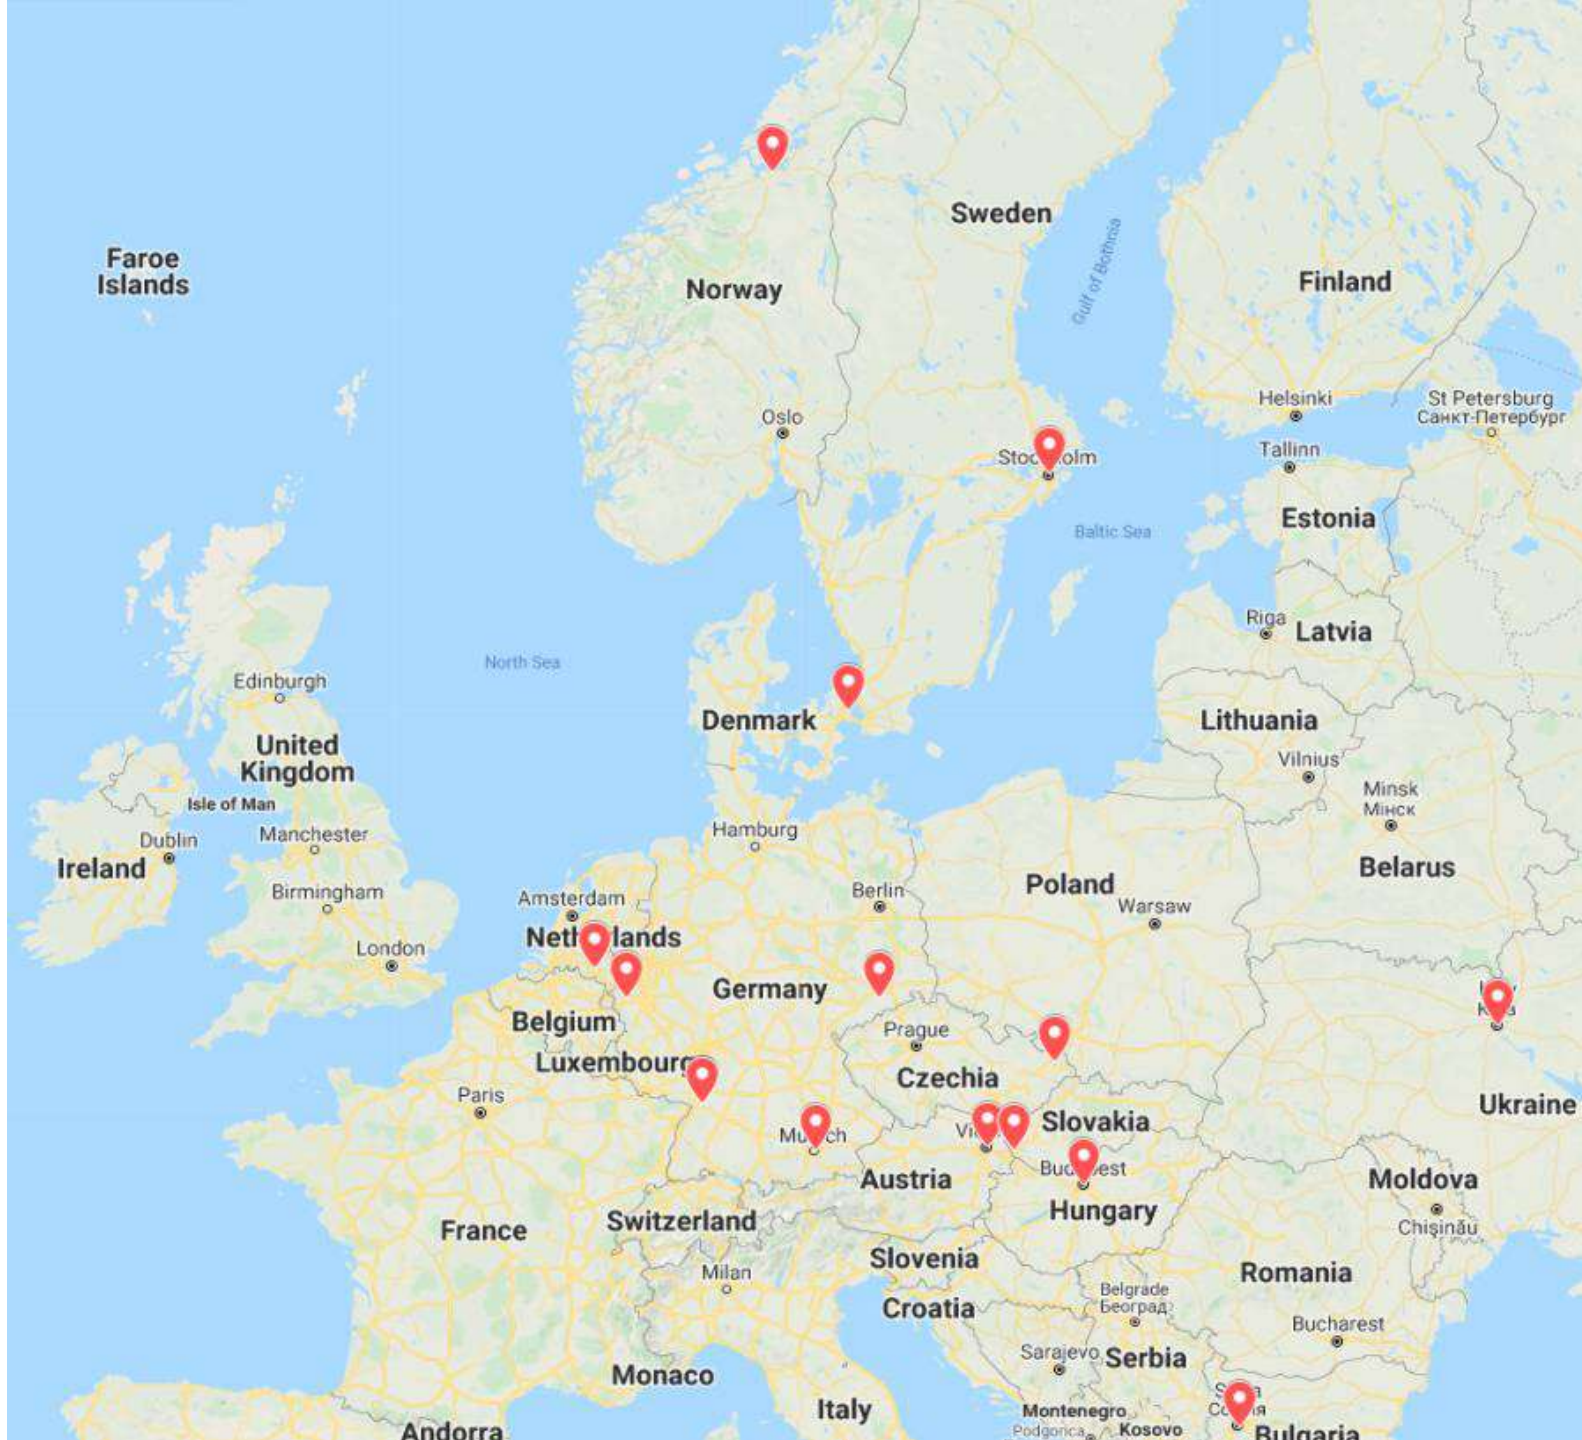 Sweden
Faroe
Islands
Norway
Gulf of Bothnia
Finland
Oslo
Helsinki
St Petersburg
Санкт-Петербург
Tallinn
Estonia
Baltic Sea
Riga
Latvia
North Sea
Edinburgh
Denmark
Lithuania
United
Kingdom
Vilnius
Isle of Man
Minsk
Мінск
Hamburg
Manchester
Dublin
Ireland
Belarus
Birmingham
Amsterdam
Berlin
Poland
Warsaw
London
Germany
Belgium
Prague
Luxembourg
Czechia
Paris
Ukraine
Slovakia
Austria
Moldova
Hungary
Switzerland
Chișinău
France
Slovenia
Milan
Romania
Belgrade
Београд
Croatia
Bucharest
Sarajevo
Serbia
Monaco
Italy
Montenegro
Podgorica
Kosovo
Andorra
Bulgaria